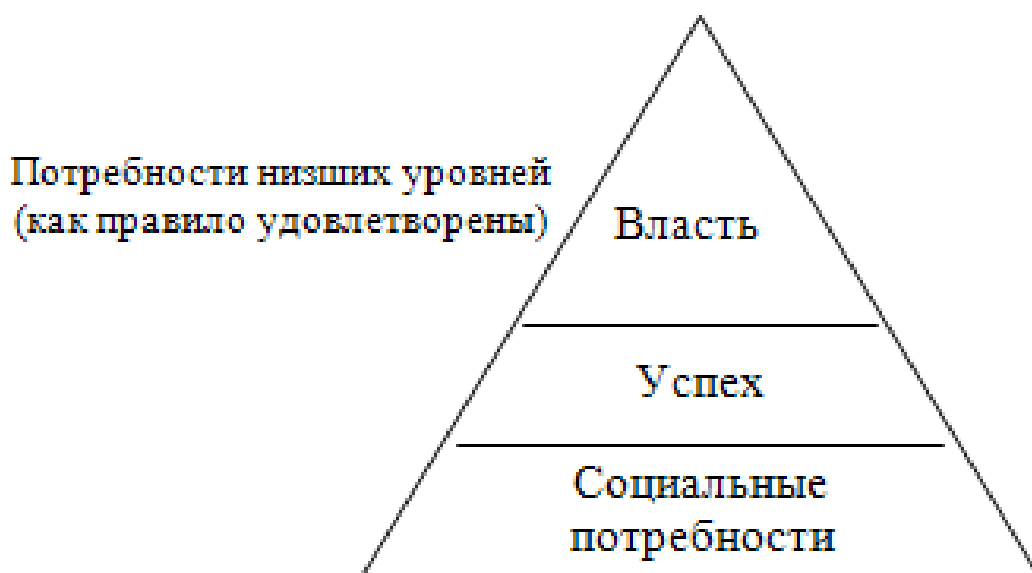 Потребности низших уровней
(как правило удовлетворены)
Власть
Успех
Социальные
потребности